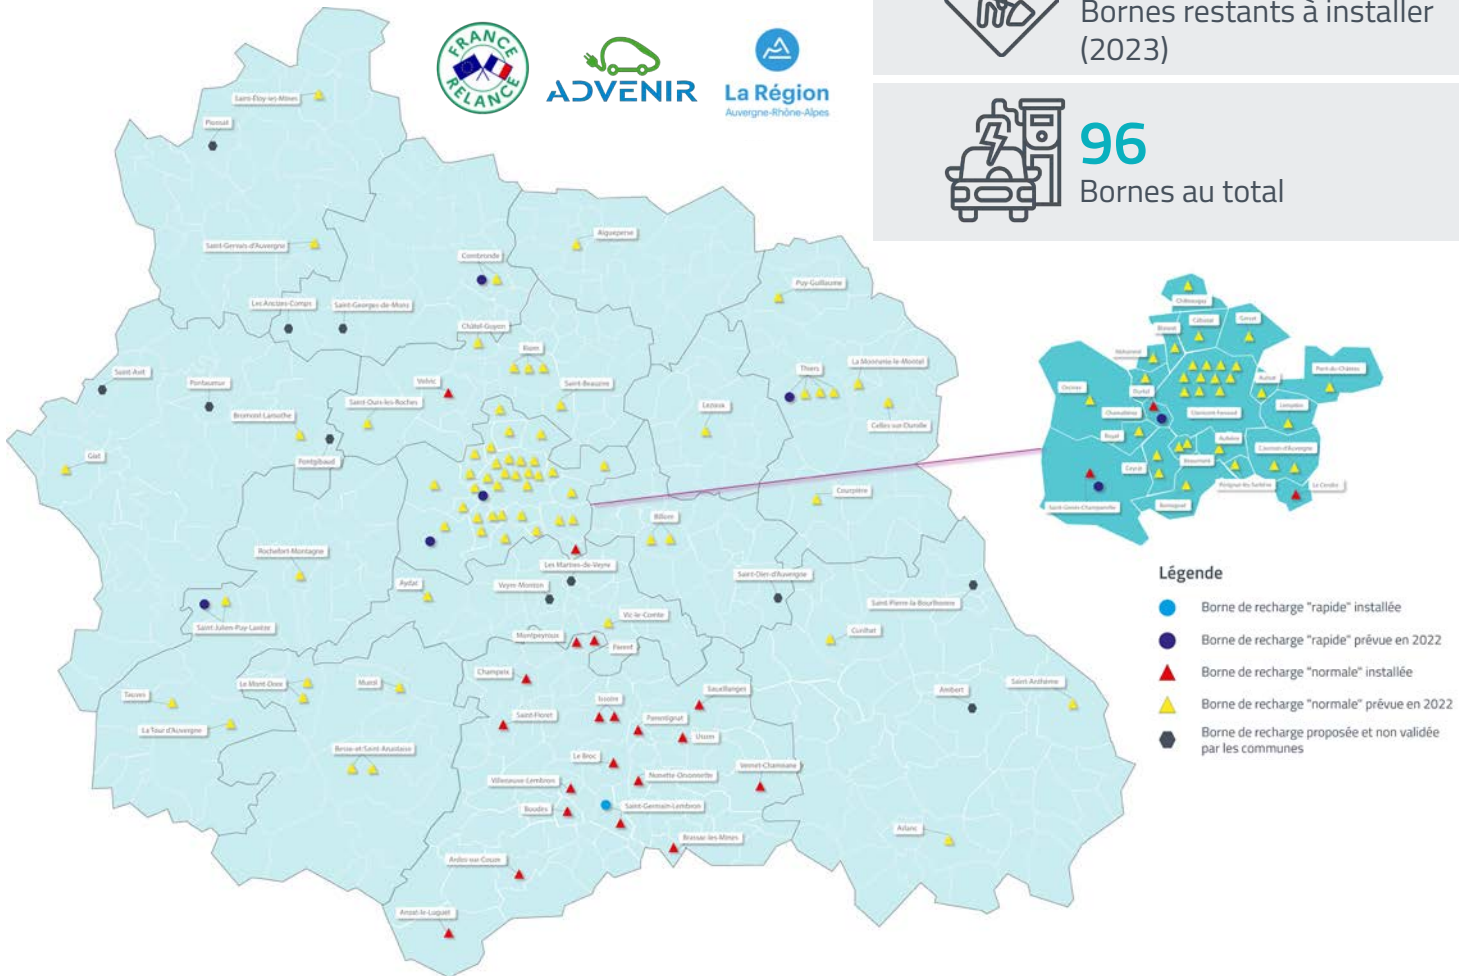 Bornes restants à installer
(2023)
96
Bornes au total
FRANCE
RELANCE
ADVENIR
La Région
Auvergne-Rhône-Alpes
Saint-Éloy-les-Mines
Pionsat
Saint-Gervais-d'Auvergne
Aigueperse
Combronde
Puy-Guillaume
Les Ancizes-Comps
Saint-Georges-de-Mons
Châtel-Guyon
Riom
Thiers
La Monnerie-le-Montel
Saint-Avit
Pontaumur
Volvic
Saint-Beauzire
Saint-Ours-les-Roches
Lezoux
Bromont-Lamothe
Celles-sur-Durolle
Giat
Pontgibaud
Courpière
Billom
Rochefort-Montagne
Les Martres-de-Veyre
Aydat
Veyre-Monton
Saint-Dier-d'Auvergne
Saint-Pierre-la-Bourlhonne
Vic-le-Comte
Saint-Julien-Puy-Lavèze
Cunlhat
Montpeyroux
Parent
Champeix
Tauves
Le Mont-Dore
Murol
Issoire
Sauxillanges
Ambert
Saint-Anthème
La Tour d'Auvergne
Saint-Floret
Parentignat
Usson
Besse-et-Saint-Anastaise
Le Broc
Vernet-Chaméane
Villeneuve-Lembron
Nonette-Orsonnette
Boudes
Saint-Germain-Lembron
Arlanc
Brassac-les-Mines
Ardes-sur-Couze
Anzat-le-Luguet
Châteaugay
Blanzat
Cébazat
Gerzat
Nohanent
Pont-du-Château
Orcines
Durtol
Aulnat
Lempdes
Chamalières
Clermont-Ferrand
Royat
Aubière
Cournon-d'Auvergne
Ceyrat
Beaumont
Pérignat-lès-Sarliève
Le Cendre
Saint-Genès-Champanelle
Romagnat
Légende
Borne de recharge "rapide" installée
Borne de recharge "rapide" prévue en 2022
Borne de recharge "normale" installée
Borne de recharge "normale" prévue en 2022
Borne de recharge proposée et non validée
par les communes